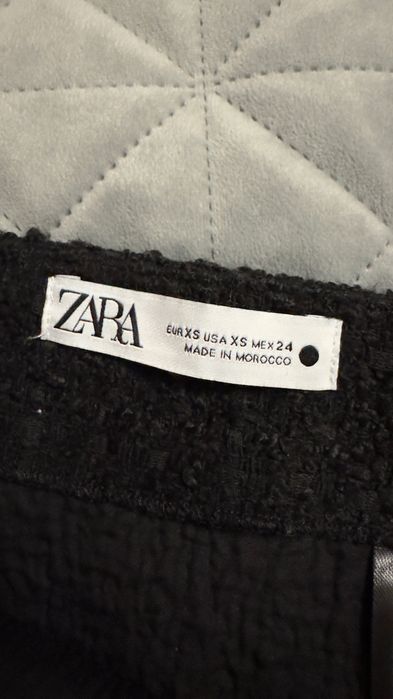 ZARA
EUR XS USA XS MEX 24
MADE IN MOROCCO